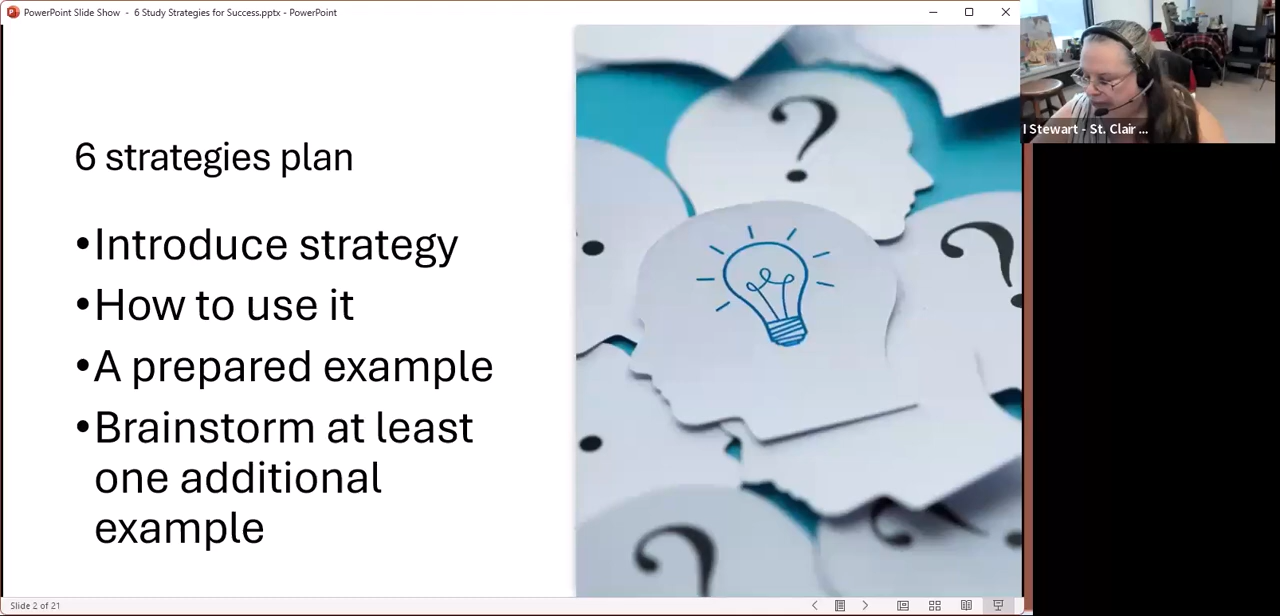 PowerPoint Slide Show - 6 Study Strategies for Success.pptx - PowerPoint
I Stewart - St. Clair ...
6 strategies plan
•Introduce strategy
•How to use it
•A prepared example
•Brainstorm at least
one additional
example
?
?
?
Slide 2 of 21